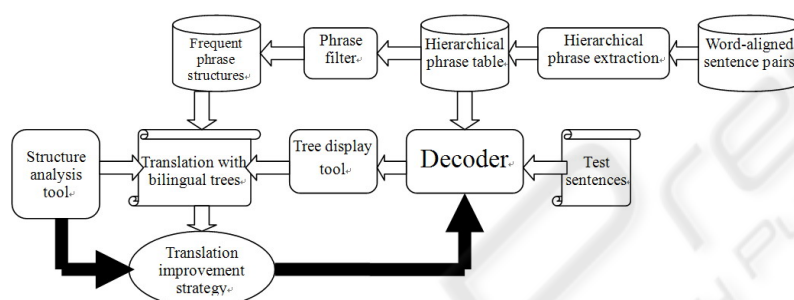 Frequent
phrase
structures
Phrase
filter
Hierarchical
phrase table
Hierarchical
phrase extraction
Word-aligned
sentence pairs
Structure
analysis
tool
Translation with
bilingual trees
Tree display
tool
Decoder
Test
sentences
Translation
improvement
strategy